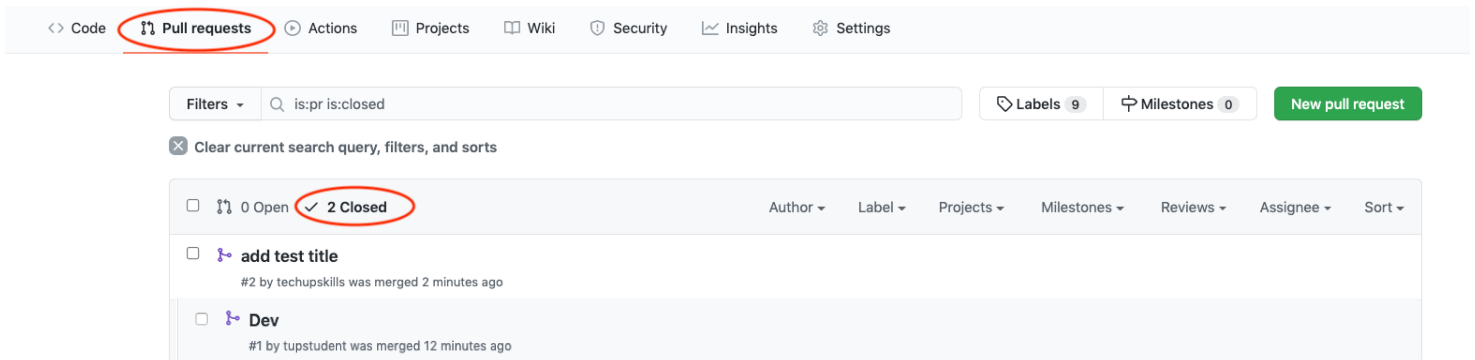 Code Pull requests Actions Projects Wiki Security Insights Settings
Filters is:pr is:closed Labels 9 Milestones 0 New pull request
Clear current search query, filters, and sorts
0 Open 2 Closed Author Label Projects Milestones Reviews Assignee Sort
add test title
#2 by techupskills was merged 2 minutes ago
Dev
#1 by tupstudent was merged 12 minutes ago